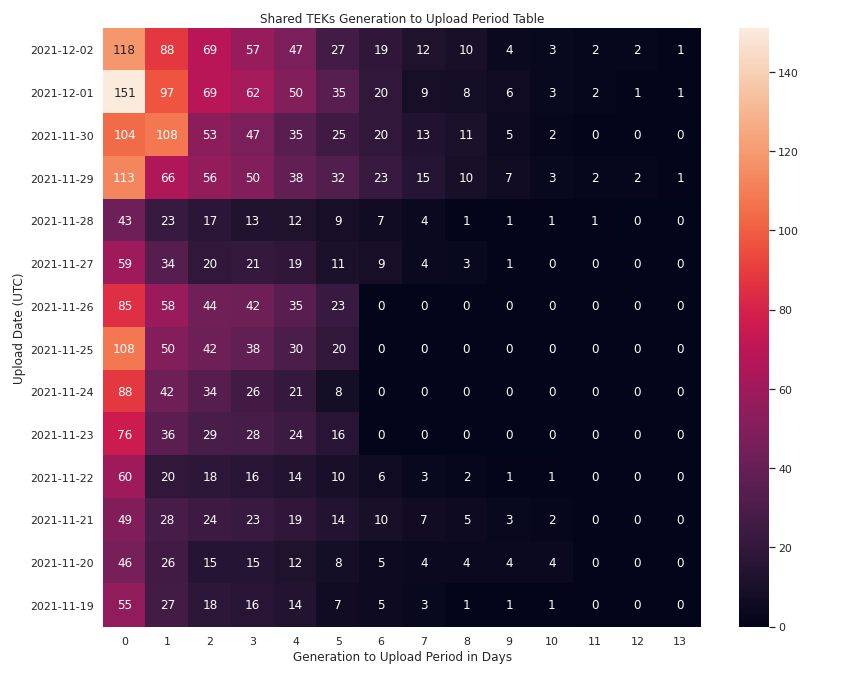 Shared TEKs Generation to Upload Period Table
Upload Date (UTC)
2021-12-02 118 88 69 57 47 27 19 12 10 4 3 2 2 1
2021-12-01 151 97 69 62 50 35 20 9 8 6 3 2 1 1
2021-11-30 104 108 53 47 35 25 20 13 11 5 2 0 0 0
2021-11-29 113 66 56 50 38 32 23 15 10 7 3 2 2 1
2021-11-28 43 23 17 13 12 9 7 4 1 1 1 1 0 0
2021-11-27 59 34 20 21 19 11 9 4 3 1 0 0 0 0
2021-11-26 85 58 44 42 35 23 0 0 0 0 0 0 0 0
2021-11-25 108 50 42 38 30 20 0 0 0 0 0 0 0 0
2021-11-24 88 42 34 26 21 8 0 0 0 0 0 0 0 0
2021-11-23 76 36 29 28 24 16 0 0 0 0 0 0 0 0
2021-11-22 60 20 18 16 14 10 6 3 2 1 1 0 0 0
2021-11-21 49 28 24 23 19 14 10 7 5 3 2 0 0 0
2021-11-20 46 26 15 15 12 8 5 4 4 4 4 0 0 0
2021-11-19 55 27 18 16 14 7 5 3 1 1 1 0 0 0
0 1 2 3 4 5 6 7 8 9 10 11 12 13
Generation to Upload Period in Days
140
120
100
80
60
40
20
0